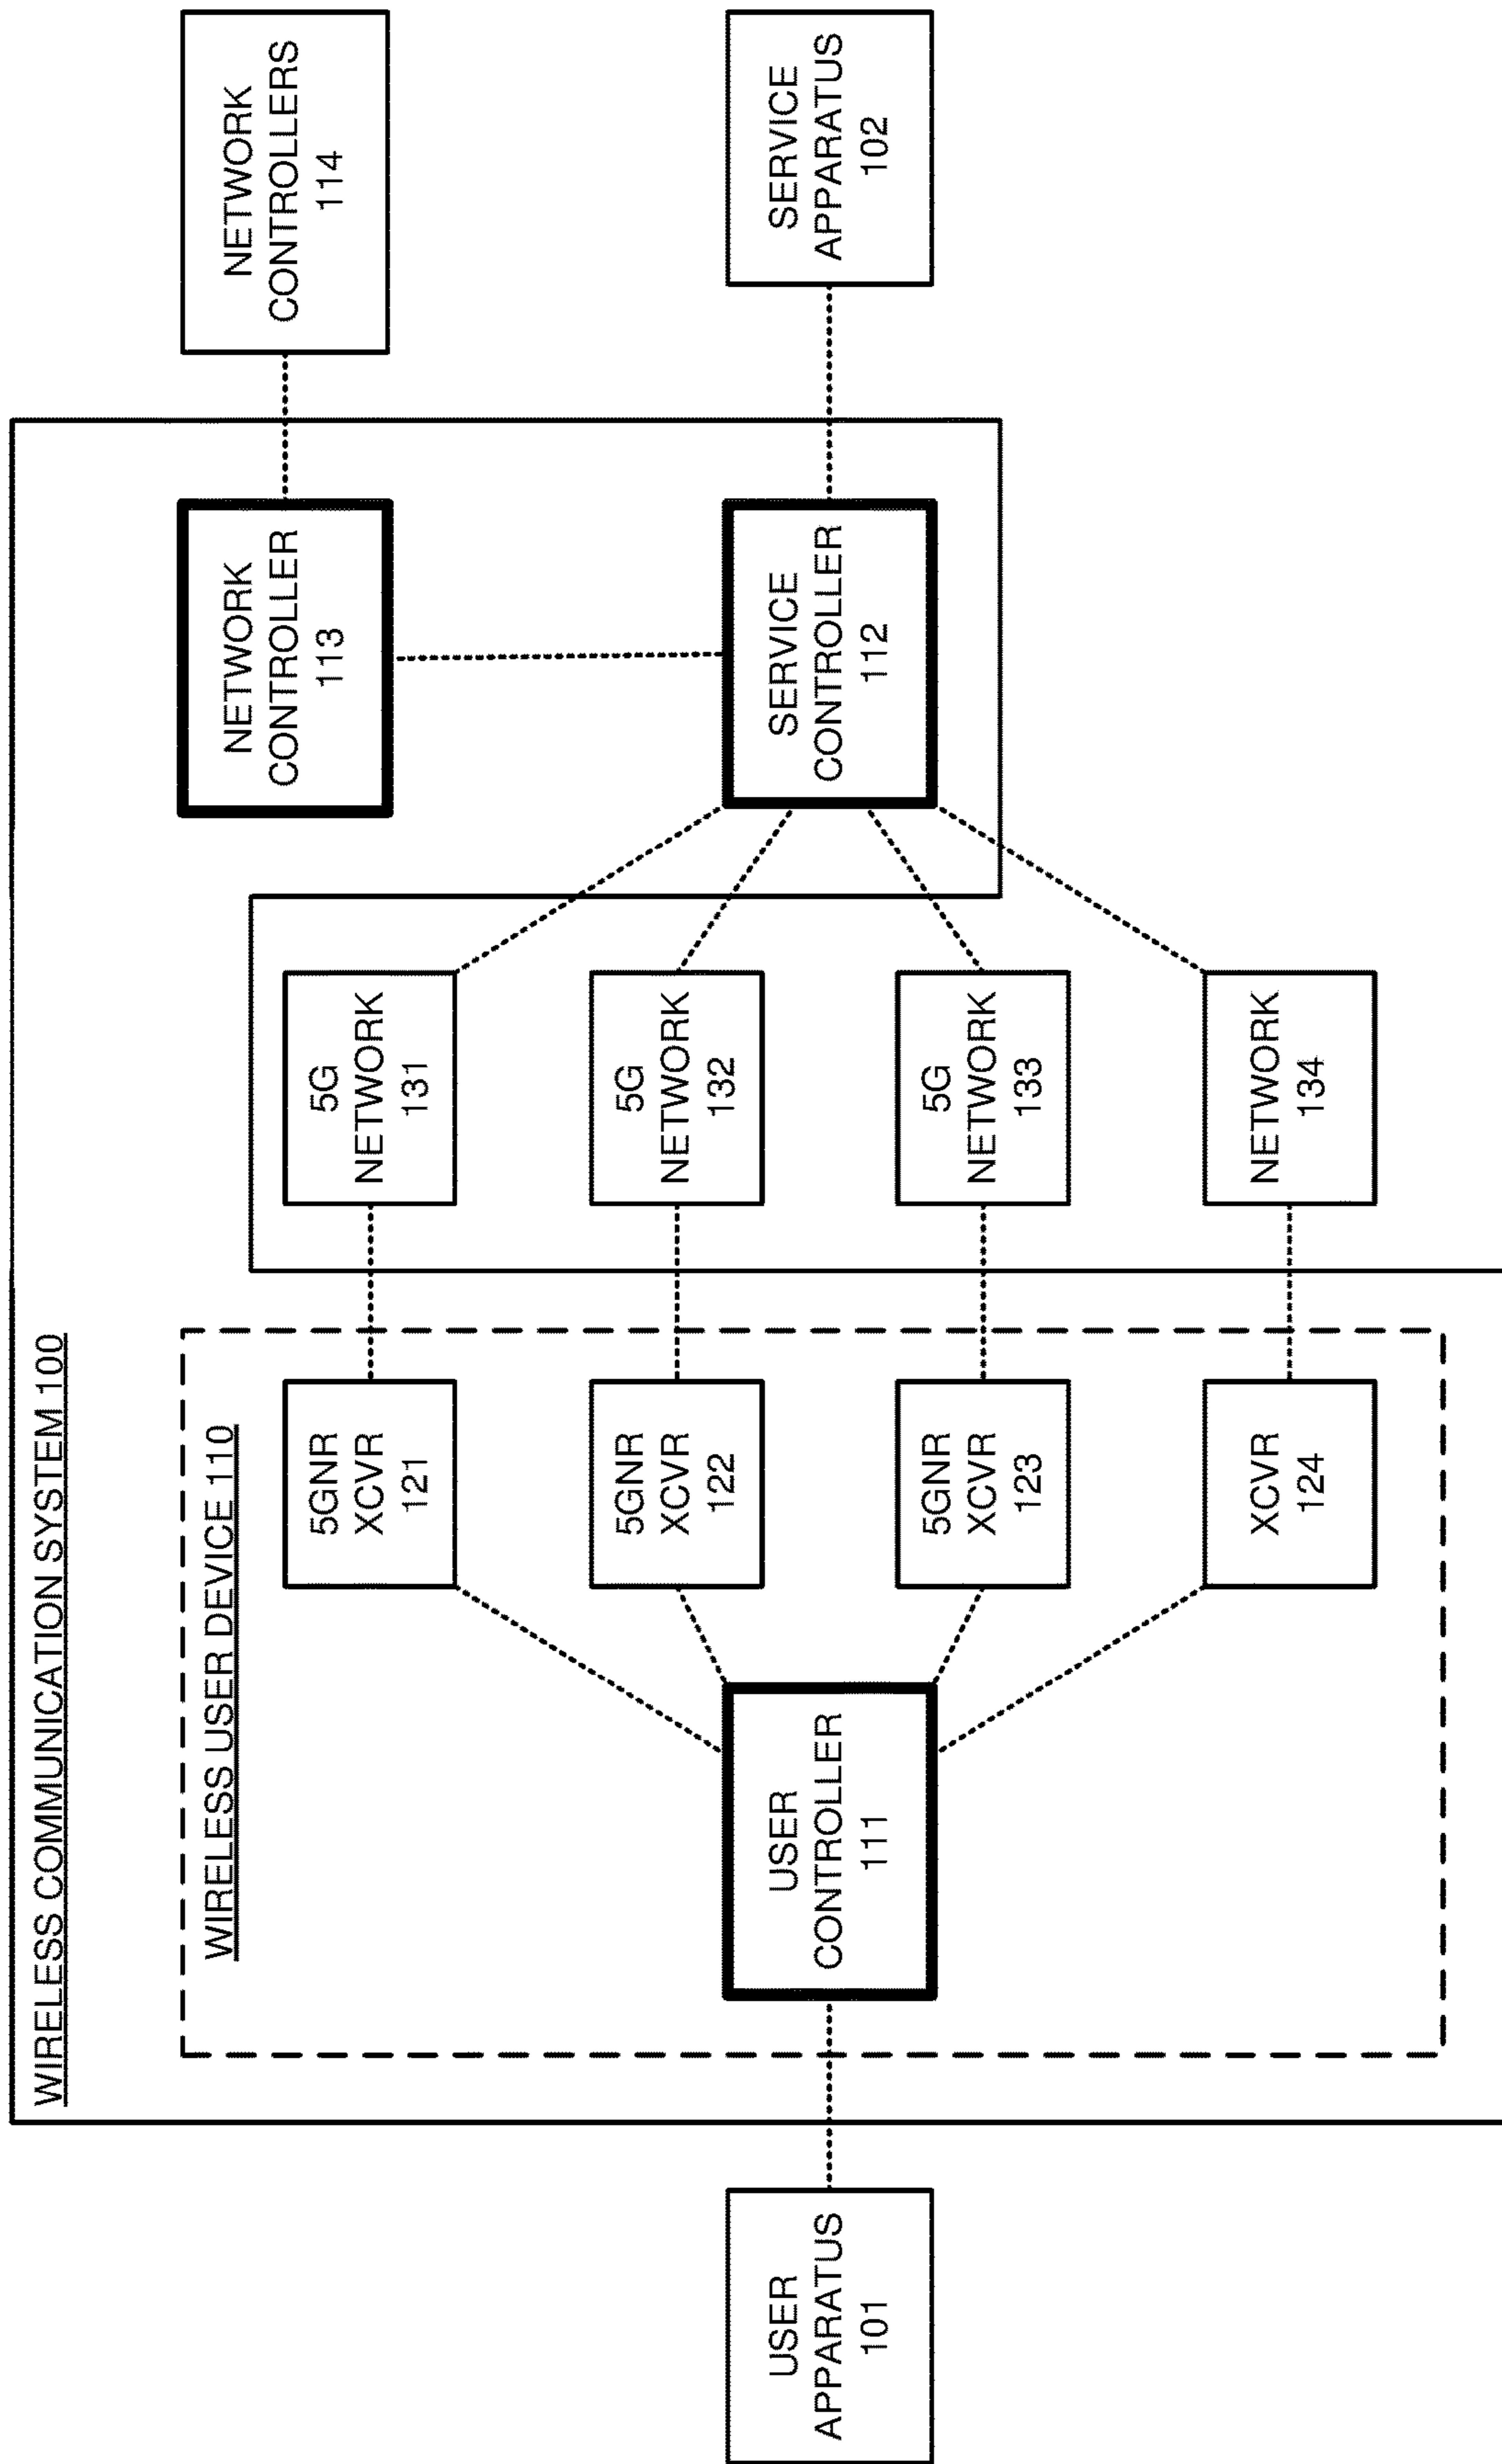 WIRELESS COMMUNICATION SYSTEM 100
WIRELESS USER DEVICE 110
USER
APPARATUS
101
USER
CONTROLLER
111
5GNR
XCVR
121
5GNR
XCVR
122
5GNR
XCVR
123
XCVR
124
5G
NETWORK
131
5G
NETWORK
132
5G
NETWORK
133
NETWORK
134
NETWORK
CONTROLLER
113
SERVICE
CONTROLLER
112
NETWORK
CONTROLLERS
114
SERVICE
APPARATUS
102